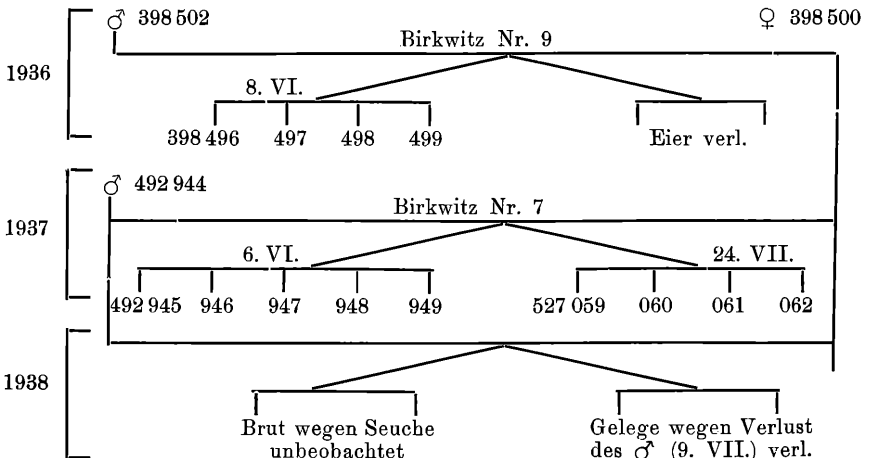 ♂ 398 502 ♀ 398 500
Birkwitz Nr. 9
1936
8. VI.
398 496 497 498 499 Eier verl.
♂ 492 944
Birkwitz Nr. 7
1937
6. VI. 24. VII.
492 945 946 947 948 949 527 059 060 061 062
1938
Brut wegen Seuche
unbeobachtet
Gelege wegen Verlust
des ♂ (9. VII.) verl.